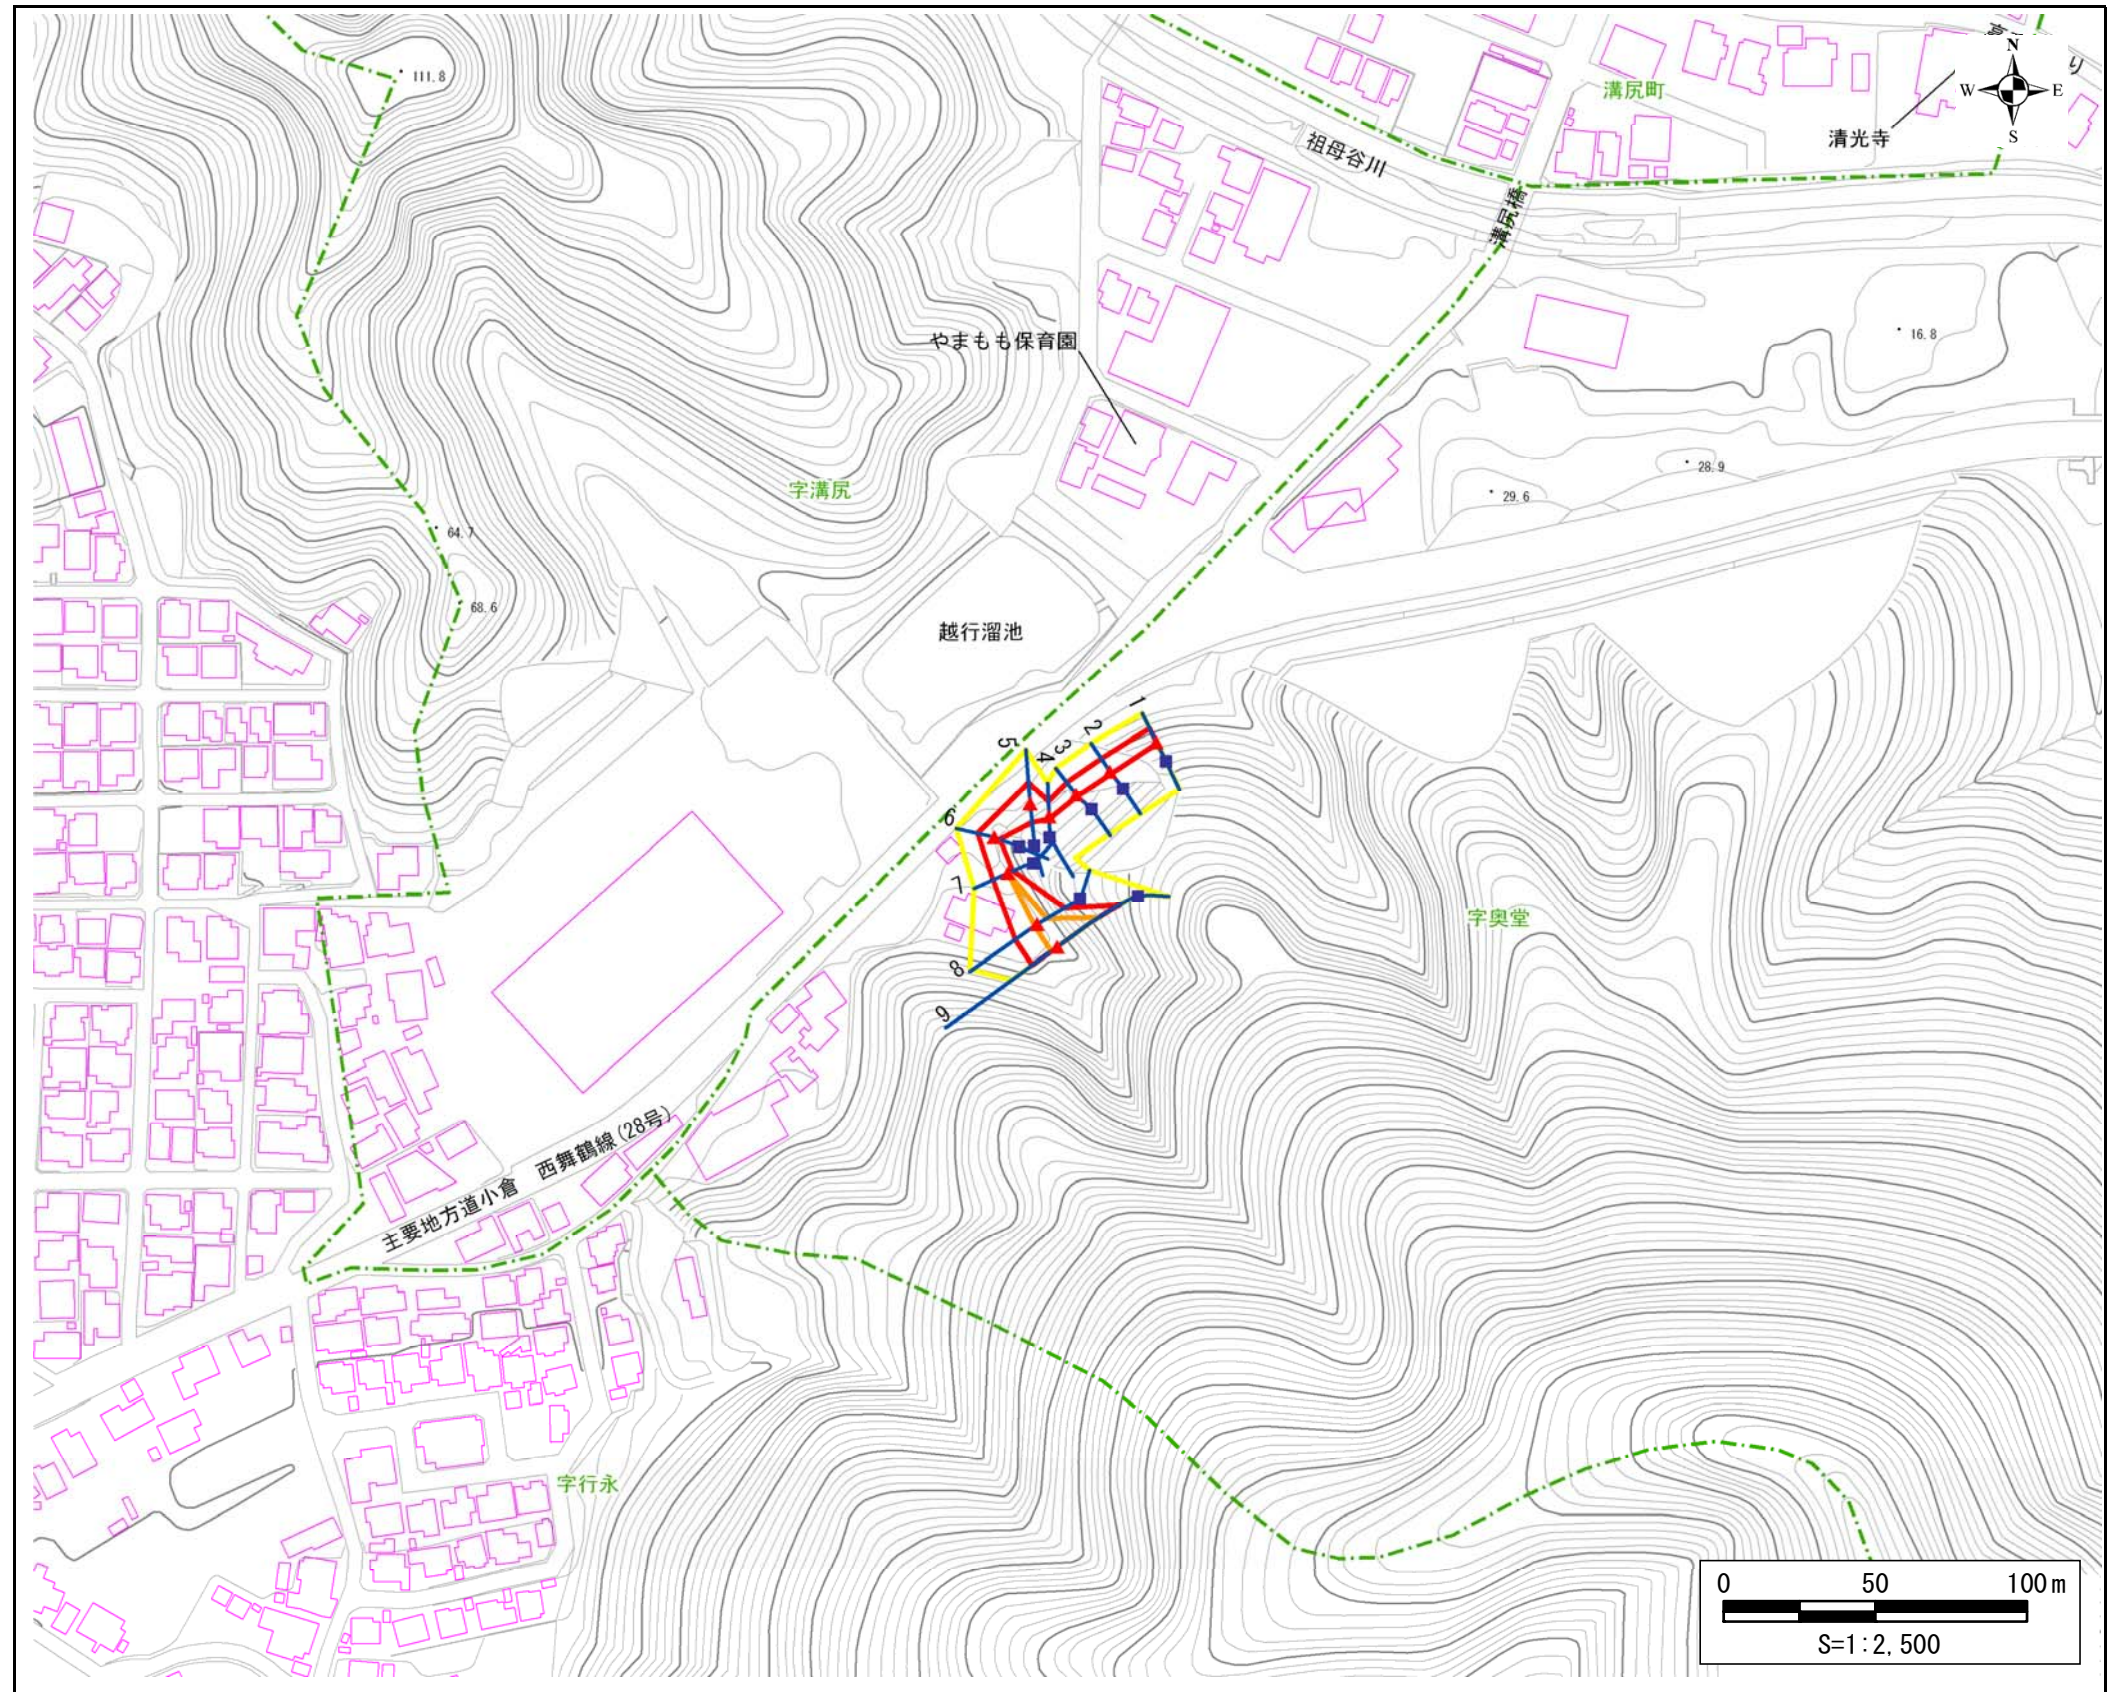 111.8
溝尻町
N
W
E
S
り
清光寺
祖母谷川
溝尻橋
16.8
やまもも保育園
28.9
字溝尻
29.6
64.7
68.6
越行溜池
1
2
3
4
5
6
7
8
9
字奥堂
主要地方道小倉　西舞鶴線(28号)
字行永
0 50 100m
S=1:2,500